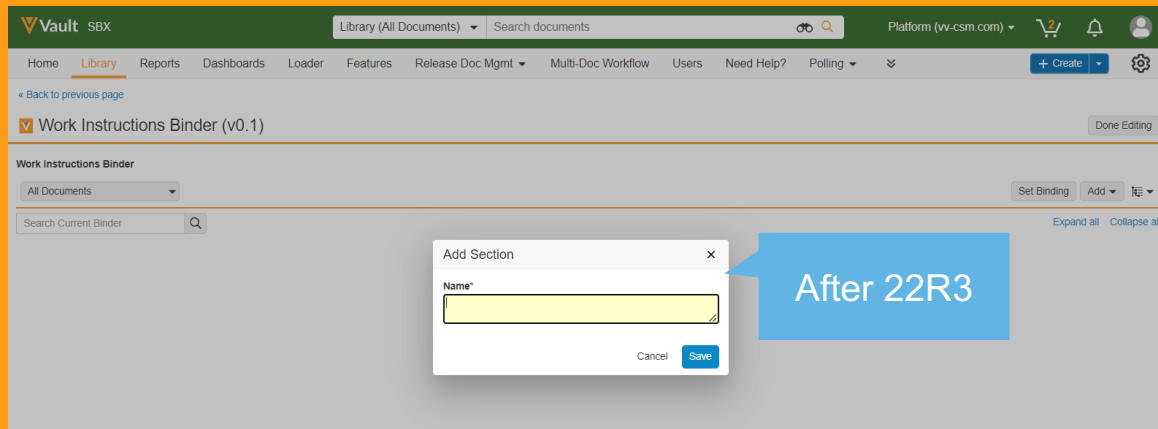 Vault SBX
Library (All Documents) Search documents
Platform (vv-csm.com)
2
Home Library Reports Dashboards Loader Features Release Doc Mgmt Multi-Doc Workflow Users Need Help? Polling
+ Create
« Back to previous page
Work Instructions Binder (v0.1)
Done Editing
Work Instructions Binder
All Documents
Set Binding Add
Search Current Binder
Expand all Collapse al
Add Section
Name*
Cancel Save
After 22R3